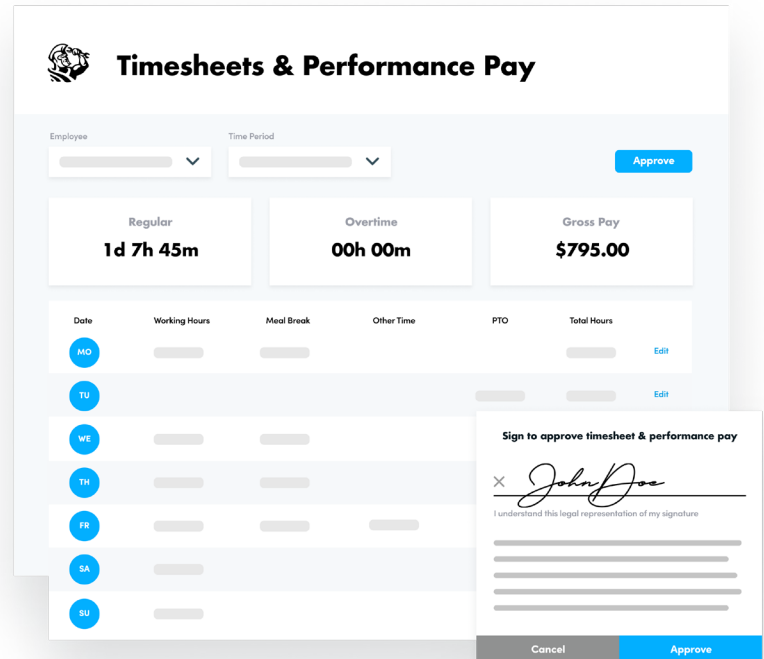 Timesheets & Performance Pay
Employee
Time Period
Approve
Regular
Overtime
Gross Pay
1d 7h 45m
00h 00m
$795.00
Date
Working Hours
Meal Break
Other Time
PTO
Total Hours
MO
Edit
TU
Edit
WE
TH
FR
SA
SU
Sign to approve timesheet & performance pay
John Doe
I understand this legal representation of my signature
Cancel
Approve